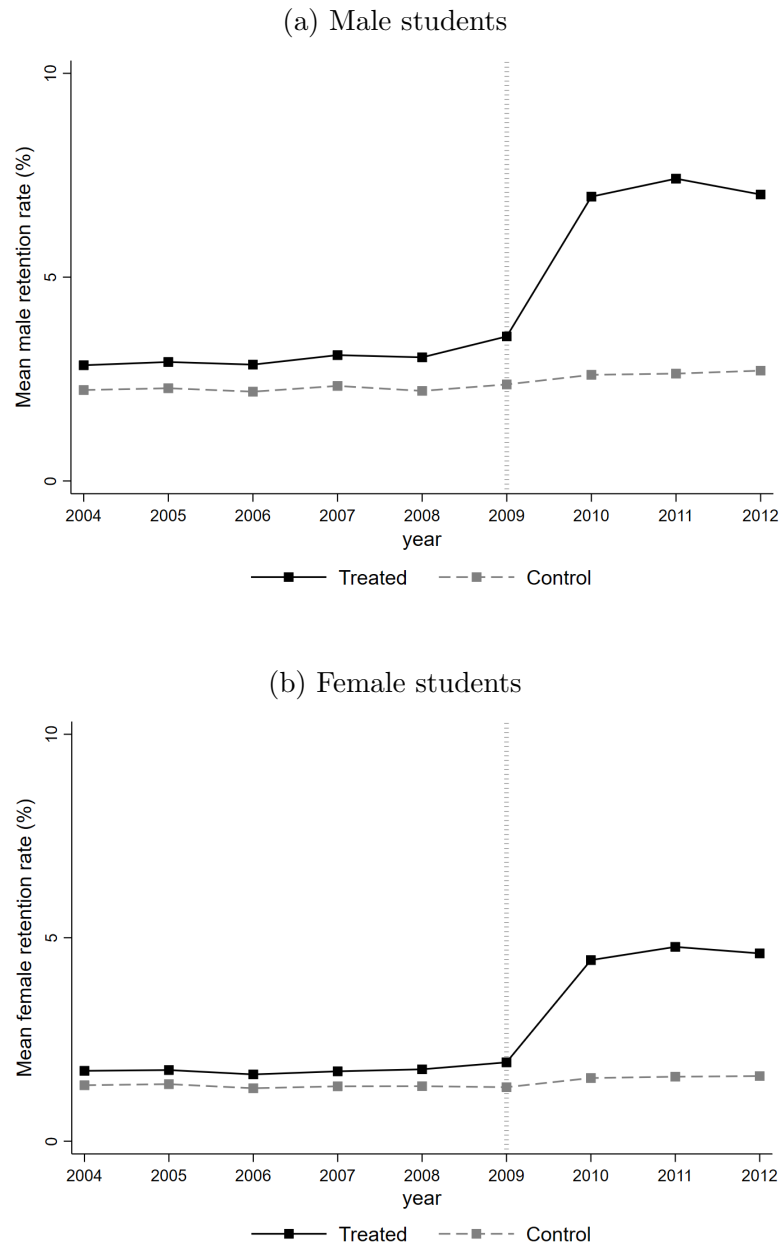 (a) Male students
Mean male retention rate (%)
10
5
0
2004 2005 2006 2007 2008 2009 2010 2011 2012
year
Treated Control
(b) Female students
Mean female retention rate (%)
10
5
0
2004 2005 2006 2007 2008 2009 2010 2011 2012
year
Treated Control